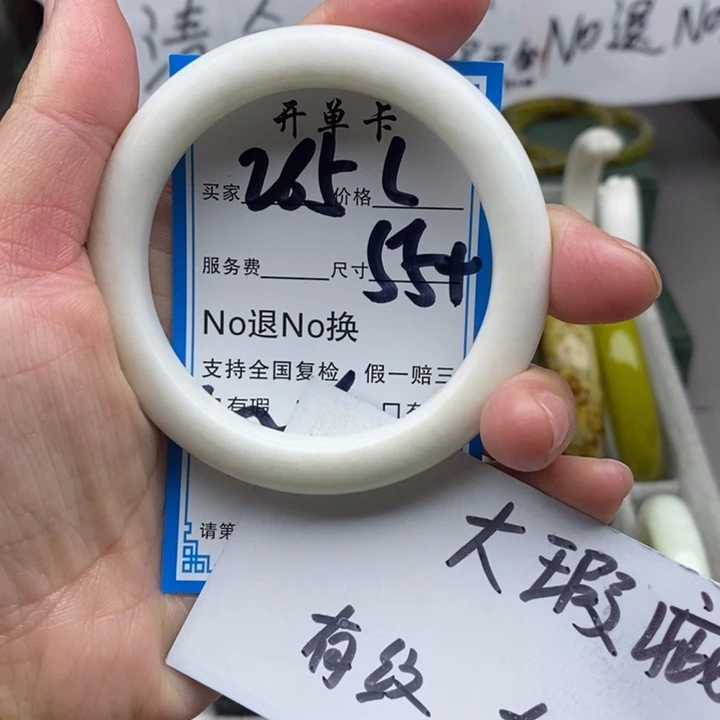 No退 No
开单卡
买家 265 价格 L
服务费 尺寸 55+
No退No换
支持全国复检 假一赔三
有瑕
请第
大瑕疵
有纹